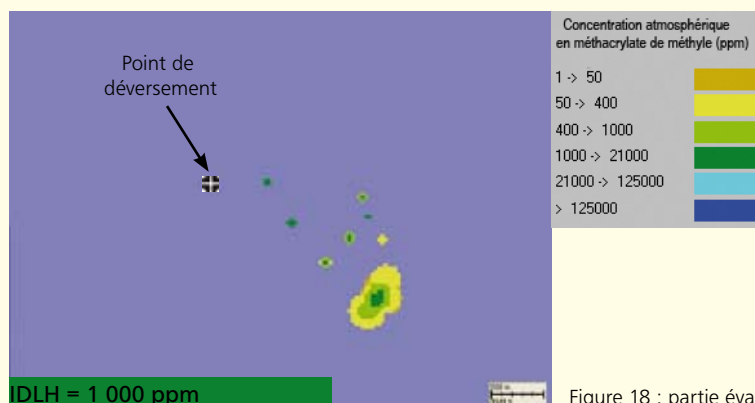 Point de
déversement
IDLH = 1 000 ppm
Concentration atmosphérique
en méthacrylate de méthyle (ppm)
1 -> 50
50 -> 400
400 -> 1000
1000 -> 21000
21000 -> 125000
> 125000
Figure 18 : partie éva